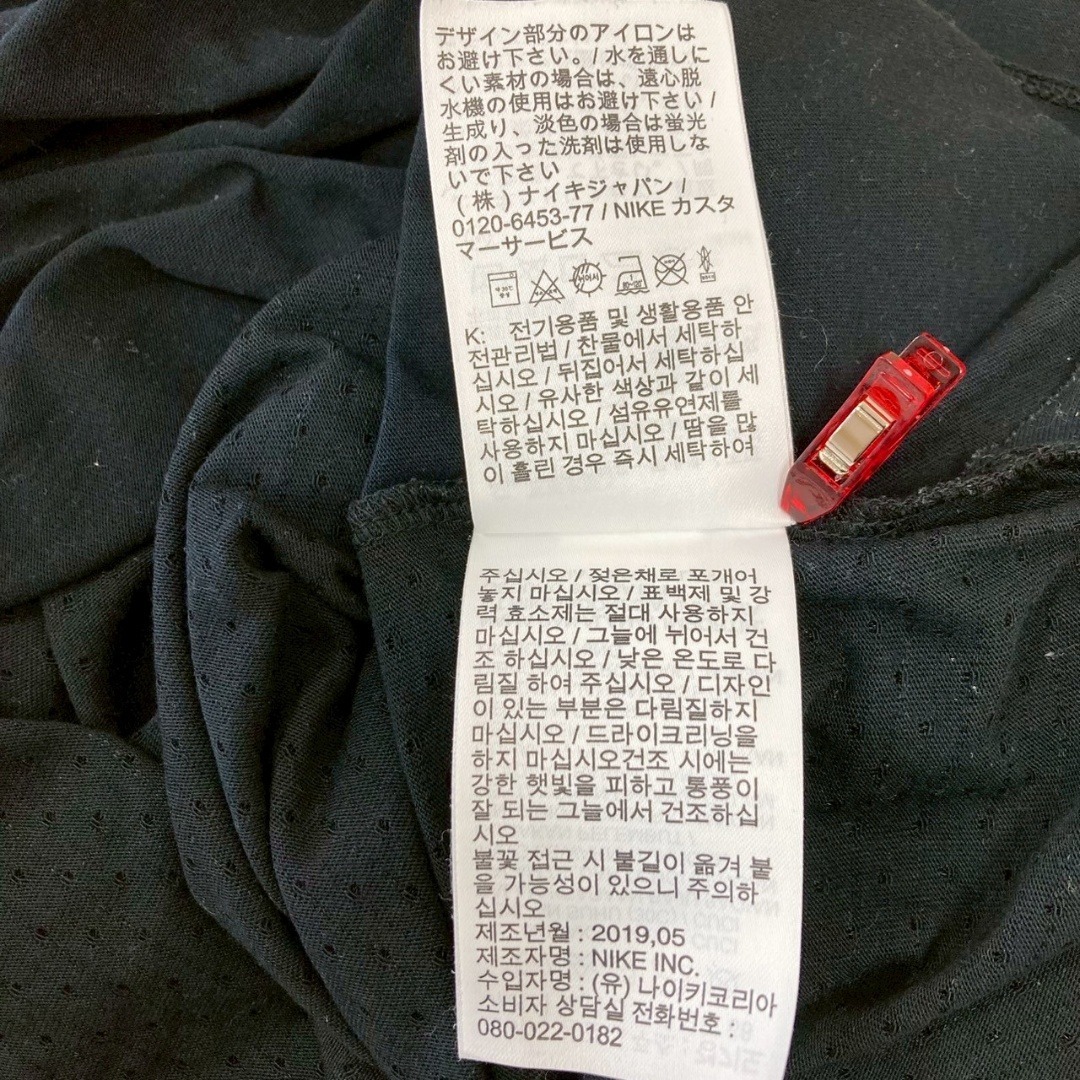 デザイン部分のアイロンは
お避け下さい。/ 水を通しに
くい素材の場合は、遠心脱
水機の使用はお避け下さい /
生成り、淡色の場合は蛍光
剤の入った洗剤は使用しな
いで下さい
(株)ナイキジャパン /
0120-6453-77 / NIKE カスタ
マーサービス
K: 전기용품 및 생활용품 안
전관리법 / 찬물에서 세탁하
십시오 / 뒤집어서 세탁하십
시오 / 유사한 색상과 같이 세
탁하십시오 / 섬유유연제를
사용하지 마십시오 / 땀을 많
이 흘린 경우 즉시 세탁하여
주십시오 / 젖은채로 포개어
놓지 마십시오 / 표백제 및 강
력 효소제는 절대 사용하지
마십시오 / 그늘에 뉘어서 건
조 하십시오 / 낮은 온도로 다
림질 하여 주십시오 / 디자인
이 있는 부분은 다림질하지
마십시오 / 드라이크리닝을
하지 마십시오건조 시에는
강한 햇빛을 피하고 통풍이
잘 되는 그늘에서 건조하십
시오
불꽃 접근 시 불길이 옮겨 붙
을 가능성이 있으니 주의하
십시오
제조년월 : 2019,05
제조자명 : NIKE INC.
수입자명 : (유) 나이키코리아
소비자 상담실 전화번호 :
080-022-0182